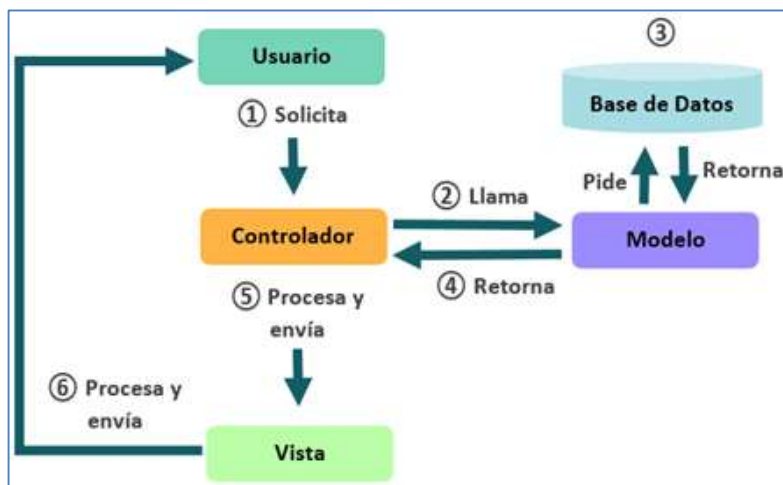 ③
Usuario
Base de Datos
① Solicita
Pide
Retorna
② Llama
Controlador
Modelo
④ Retorna
⑤ Procesa y
envía
⑥ Procesa y
envía
Vista